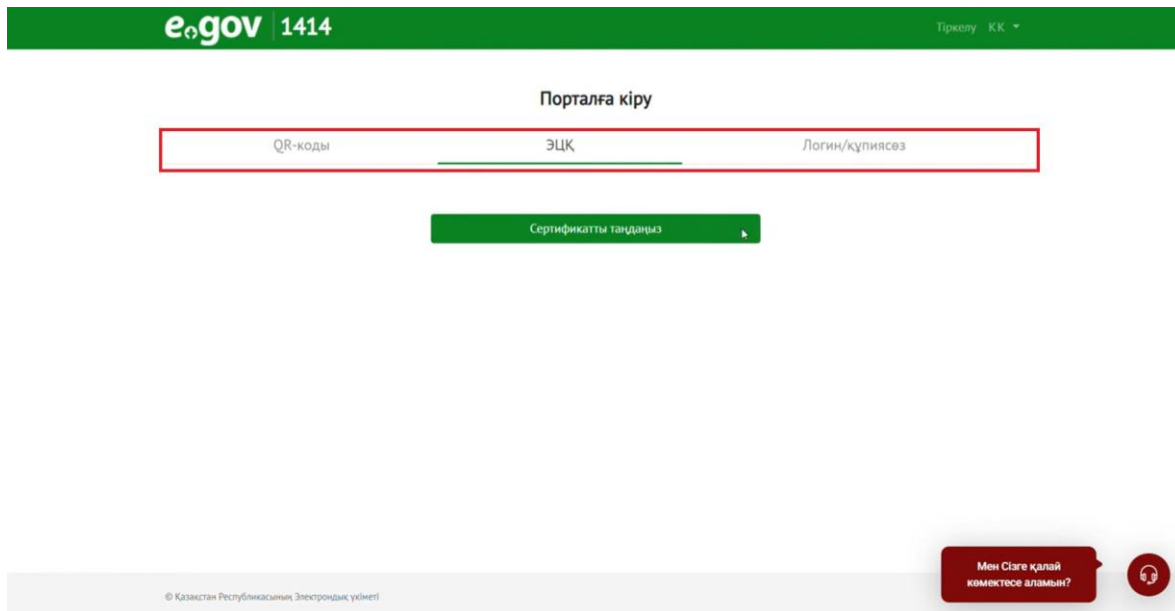 egov 1414
Тіркелу KK
Порталға кіру
QR-коды ЭЦҚ Логин/құпиясөз
Сертификатты таңдаңыз
Мен Сізге қалай
көмектесе аламын?
© Қазақстан Республикасының Электрондық үкіметі